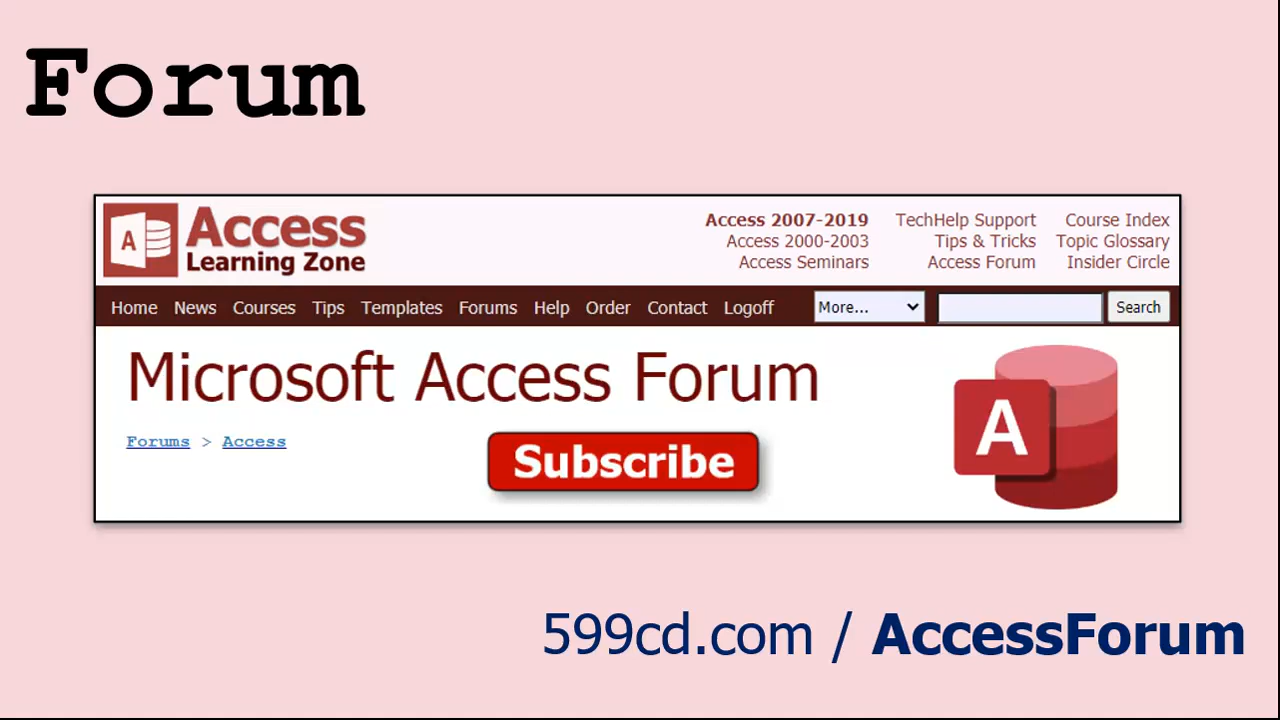 Forum
A
Access
Learning Zone
Access 2007-2019
TechHelp Support
Course Index
Access 2000-2003
Tips & Tricks
Topic Glossary
Access Seminars
Access Forum
Insider Circle
Home News Courses Tips Templates Forums Help Order Contact Logoff More... Search
Microsoft Access Forum
A
Forums > Access
Subscribe
599cd.com / AccessForum